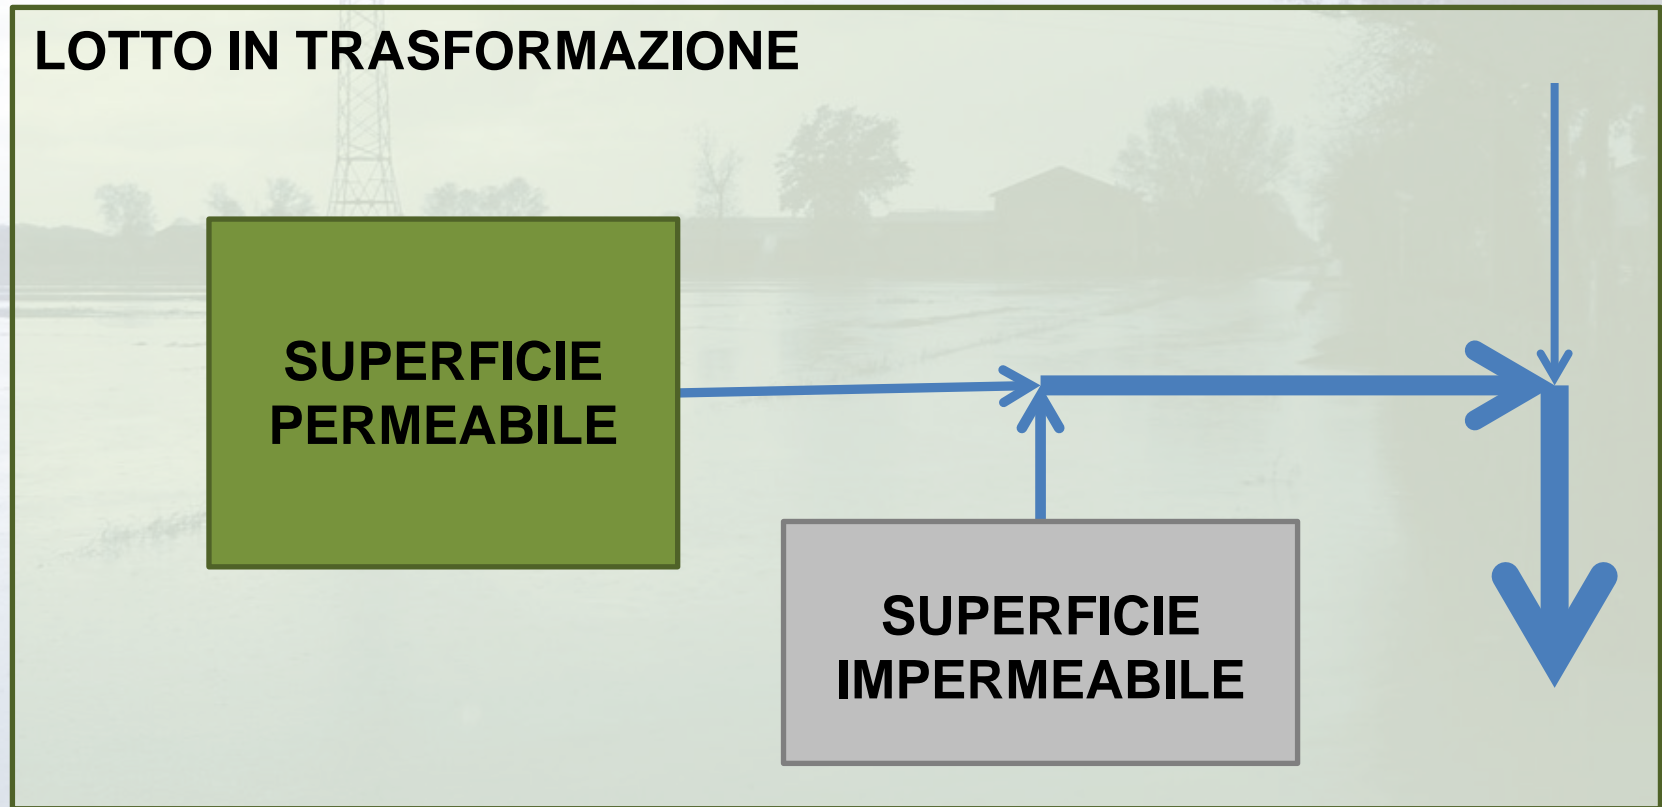 LOTTO IN TRASFORMAZIONE
SUPERFICIE
PERMEABILE
SUPERFICIE
IMPERMEABILE